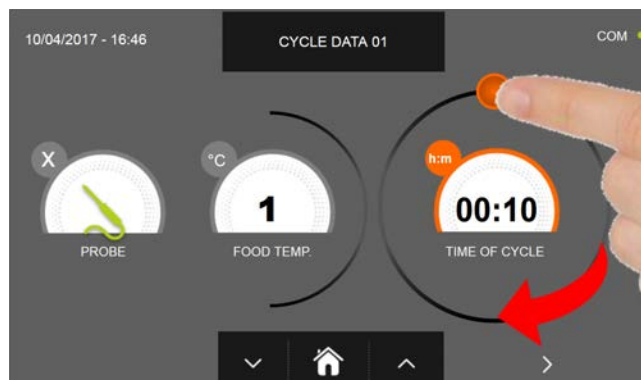 10/04/2017 - 16:46
CYCLE DATA 01
COM
X
°C
1
h:m
00:10
PROBE
FOOD TEMP.
TIME OF CYCLE